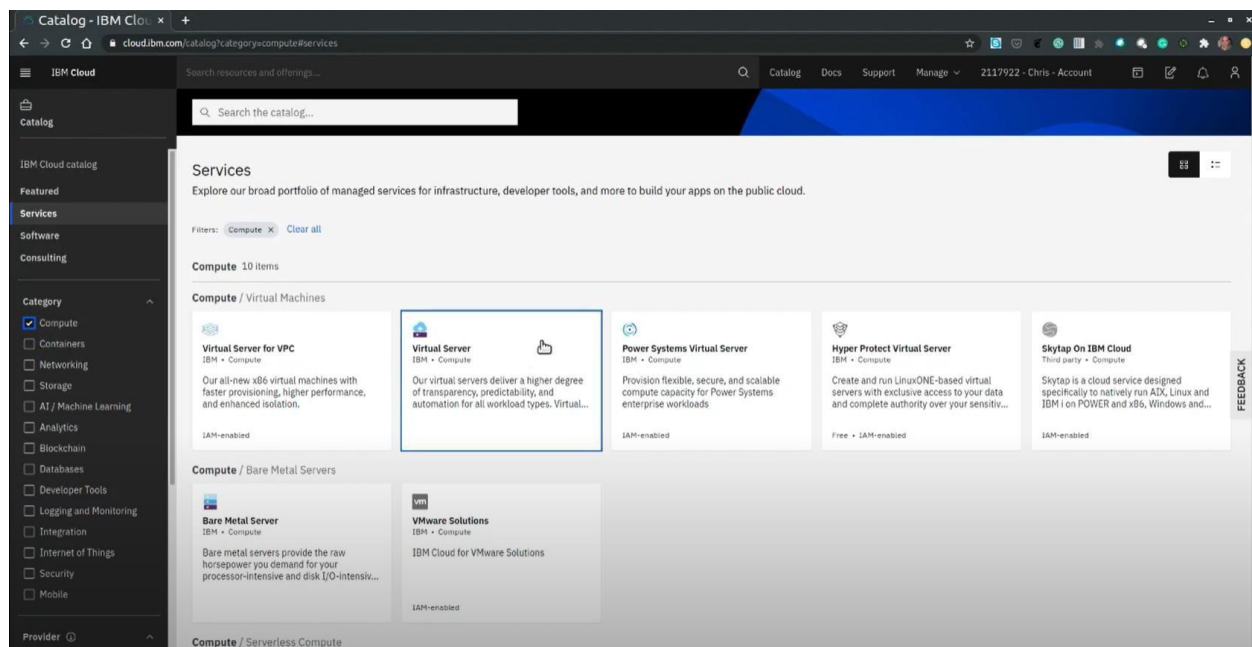 Catalog - IBM Clou × +
cloud.ibm.com/catalog?category=compute#services
IBM Cloud
Search resources and offerings...
Catalog
Docs
Support
Manage
2117922 - Chris - Account
Catalog
IBM Cloud catalog
Featured
Services
Software
Consulting
Category
Compute
Containers
Networking
Storage
AI / Machine Learning
Analytics
Blockchain
Databases
Developer Tools
Logging and Monitoring
Integration
Internet of Things
Security
Mobile
Provider
Search the catalog...
Services
Explore our broad portfolio of managed services for infrastructure, developer tools, and more to build your apps on the public cloud.
Filters: Compute × Clear all
Compute 10 items
Compute / Virtual Machines
Virtual Server for VPC
IBM • Compute
Our all-new x86 virtual machines with
faster provisioning, higher performance,
and enhanced isolation.
IAM-enabled
Virtual Server
IBM • Compute
Our virtual servers deliver a higher degree
of transparency, predictability, and
automation for all workload types. Virtual...
Power Systems Virtual Server
IBM • Compute
Provision flexible, secure, and scalable
compute capacity for Power Systems
enterprise workloads
IAM-enabled
Hyper Protect Virtual Server
IBM • Compute
Create and run LinuxONE-based virtual
servers with exclusive access to your data
and complete authority over your sensitiv...
Free • IAM-enabled
Skytap On IBM Cloud
Third party • Compute
Skytap is a cloud service designed
specifically to natively run AIX, Linux and
IBM i on POWER and x86, Windows and...
IAM-enabled
Compute / Bare Metal Servers
Bare Metal Server
IBM • Compute
Bare metal servers provide the raw
horsepower you demand for your
processor-intensive and disk I/O-intensiv...
vm
VMware Solutions
IBM • Compute
IBM Cloud for VMware Solutions
IAM-enabled
Compute / Serverless Compute
FEEDBACK